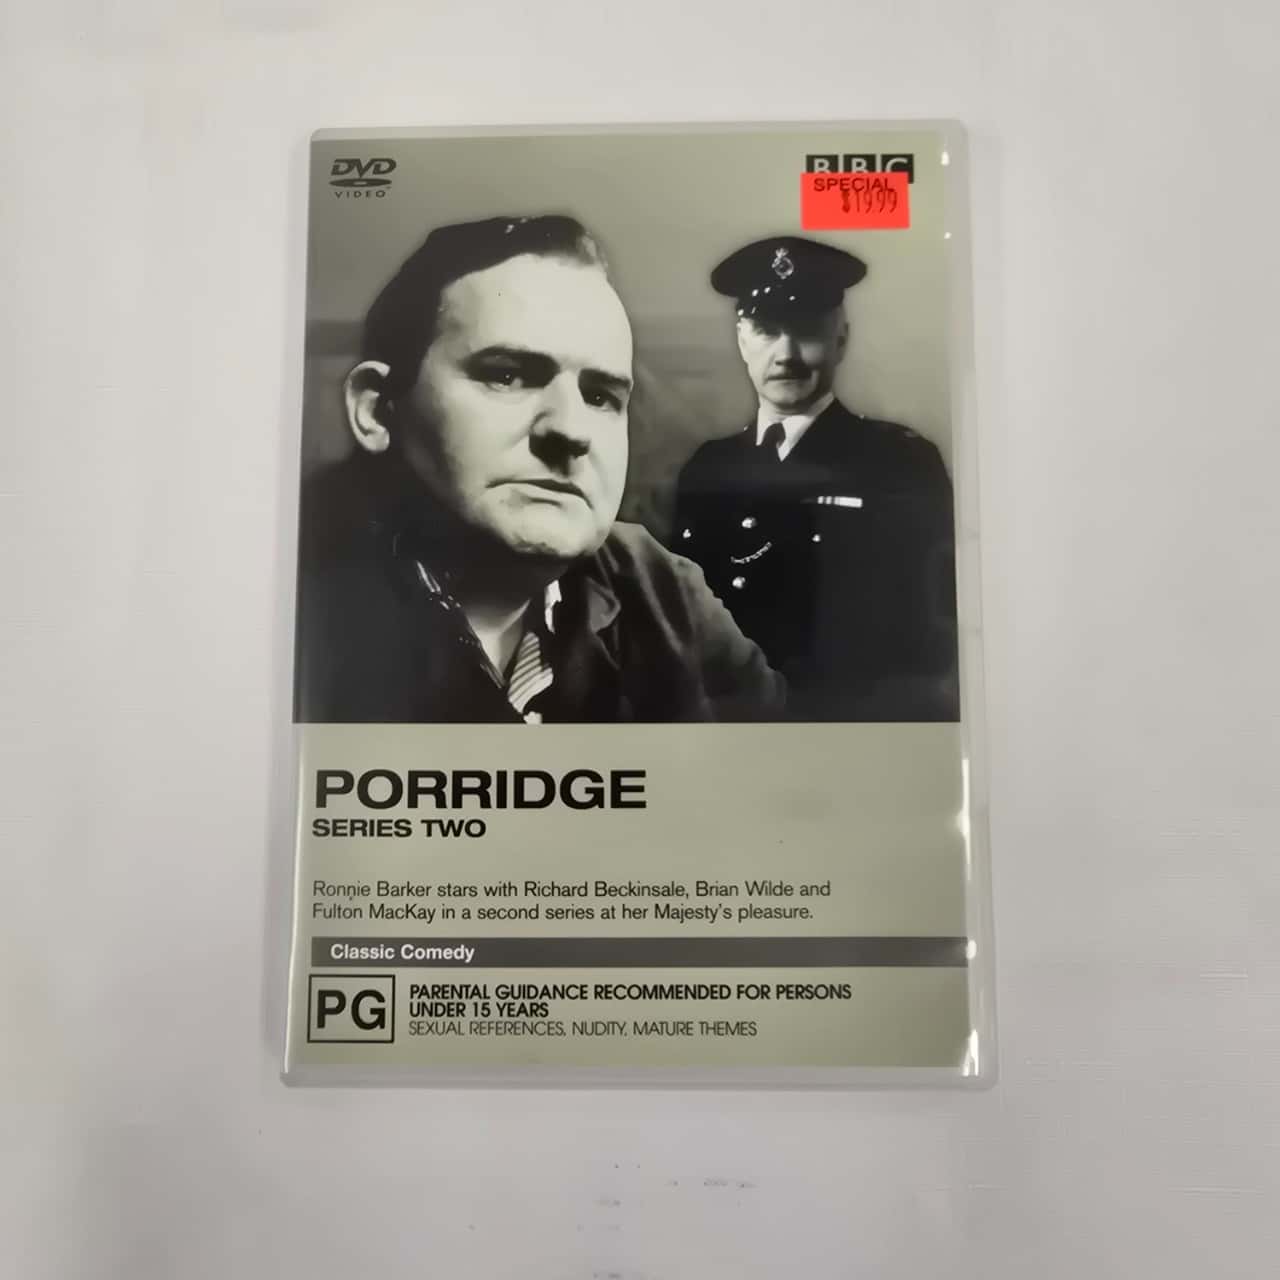 DVD
VIDEO
BBC
SPECIAL
$19.99
PORRIDGE
SERIES TWO
Ronnie Barker stars with Richard Beckinsale, Brian Wilde and
Fulton MacKay in a second series at her Majesty's pleasure.
Classic Comedy
PG
PARENTAL GUIDANCE RECOMMENDED FOR PERSONS
UNDER 15 YEARS
SEXUAL REFERENCES, NUDITY, MATURE THEMES